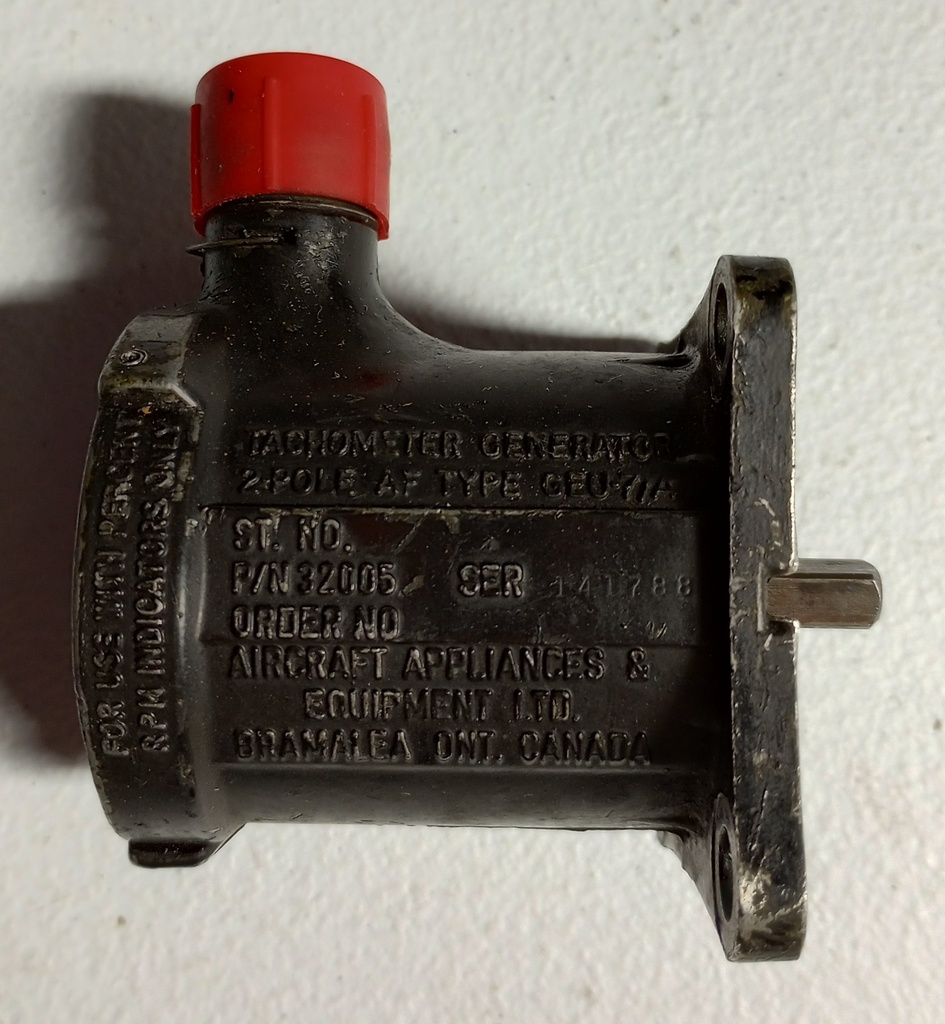 TACHOMETER GENERATOR
2-POLE AF TYPE GEU-7/A
ST. NO.
P/N 32005 SER 141788
ORDER NO
AIRCRAFT APPLIANCES &
EQUIPMENT LTD.
BRAMALEA ONT. CANADA
FOR USE WITH PERCENT
RPM INDICATORS ONLY